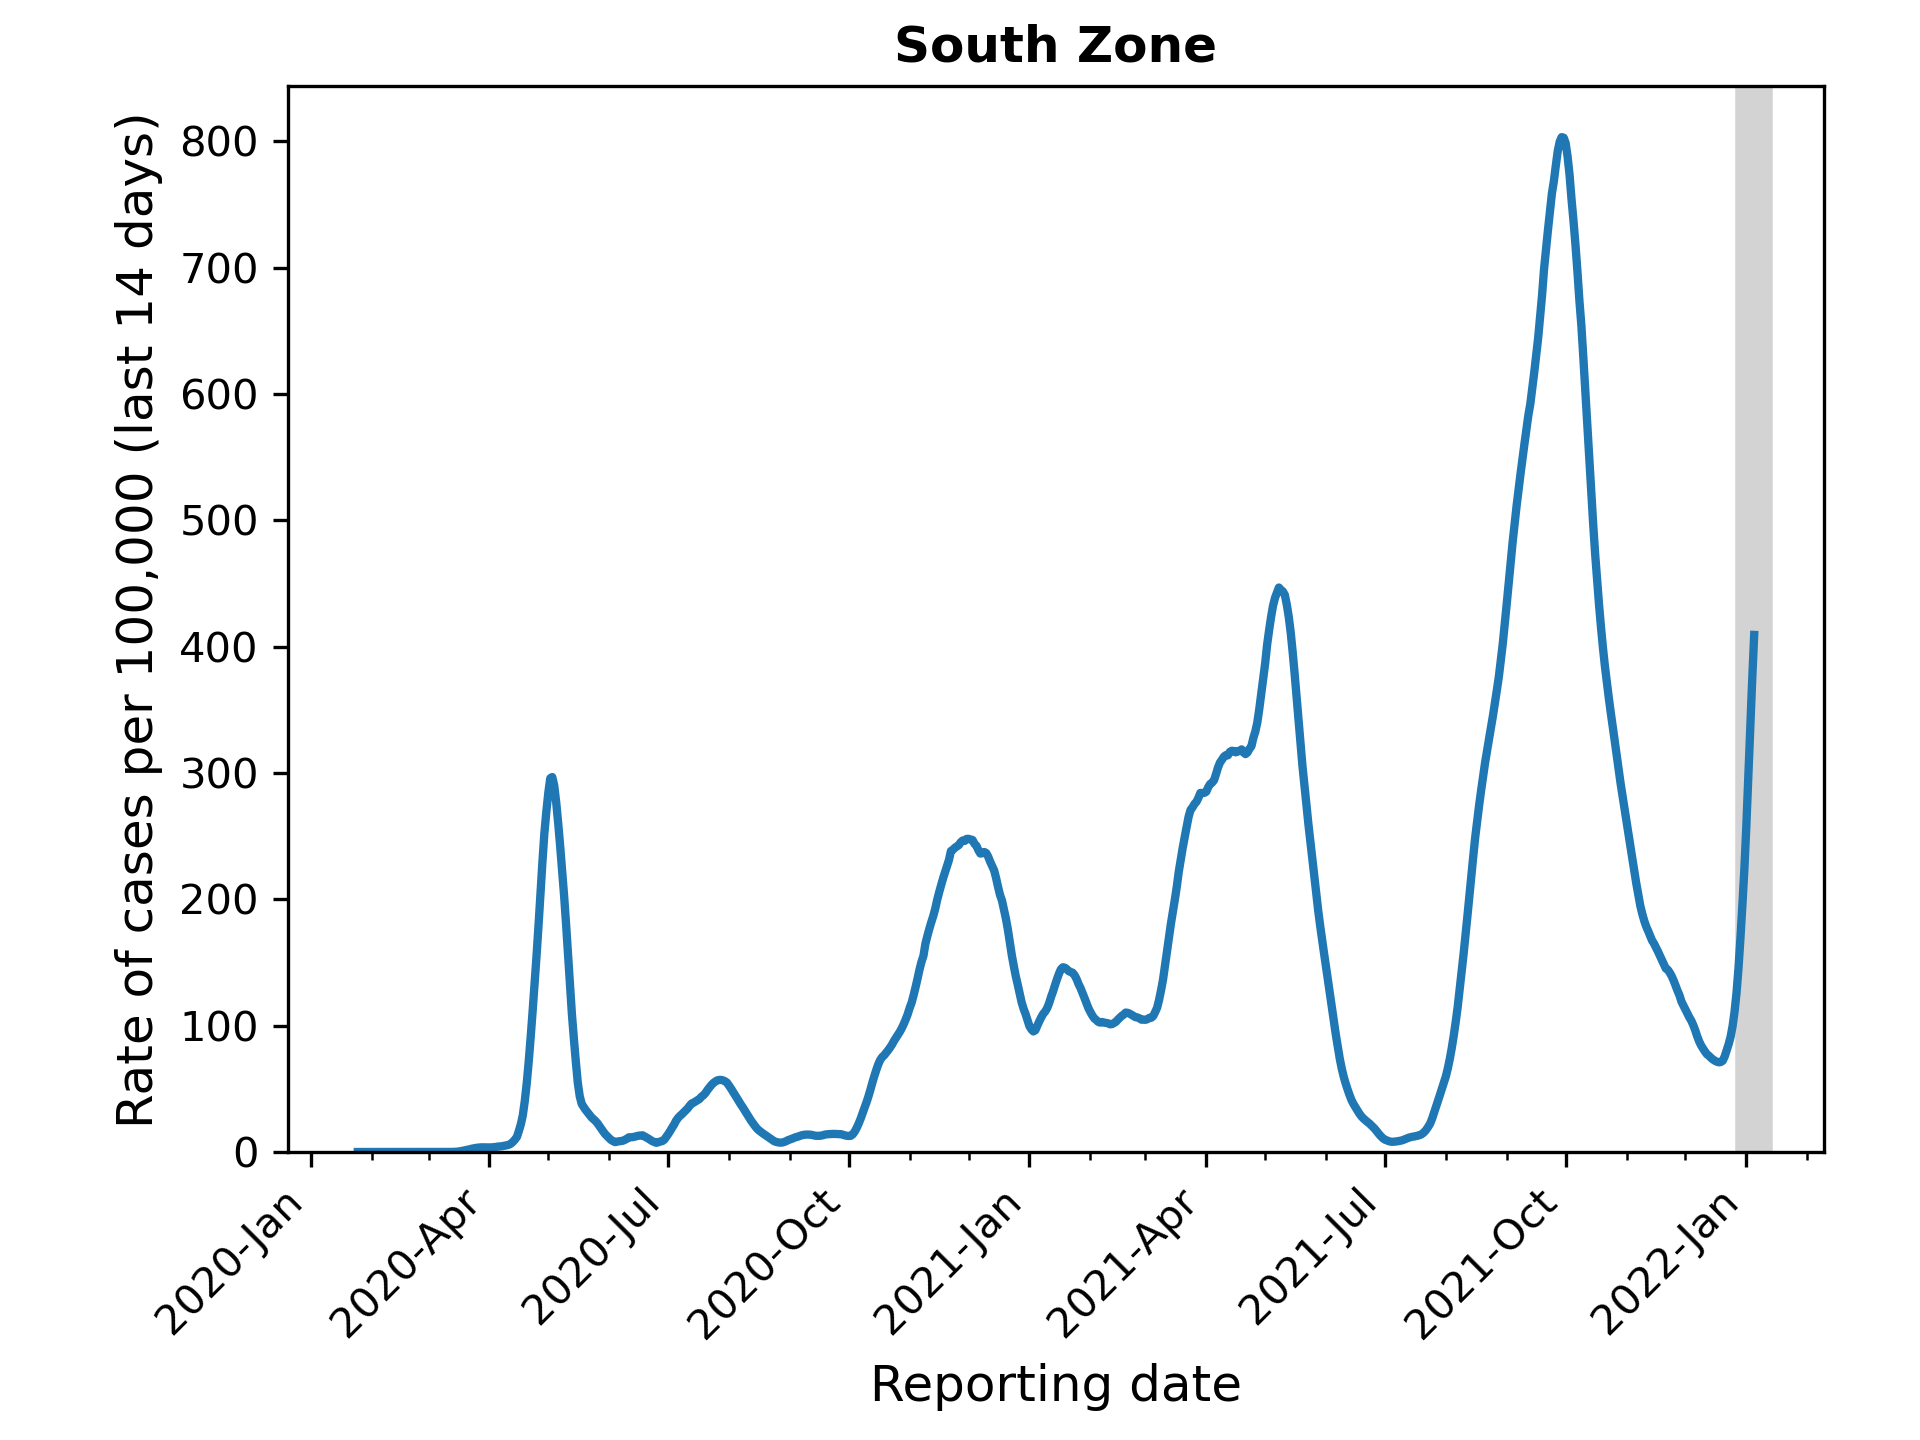 South Zone
Rate of cases per 100,000 (last 14 days)
800
700
600
500
400
300
200
100
0
2020-Jan
2020-Apr
2020-Jul
2020-Oct
2021-Jan
2021-Apr
2021-Jul
2021-Oct
2022-Jan
Reporting date